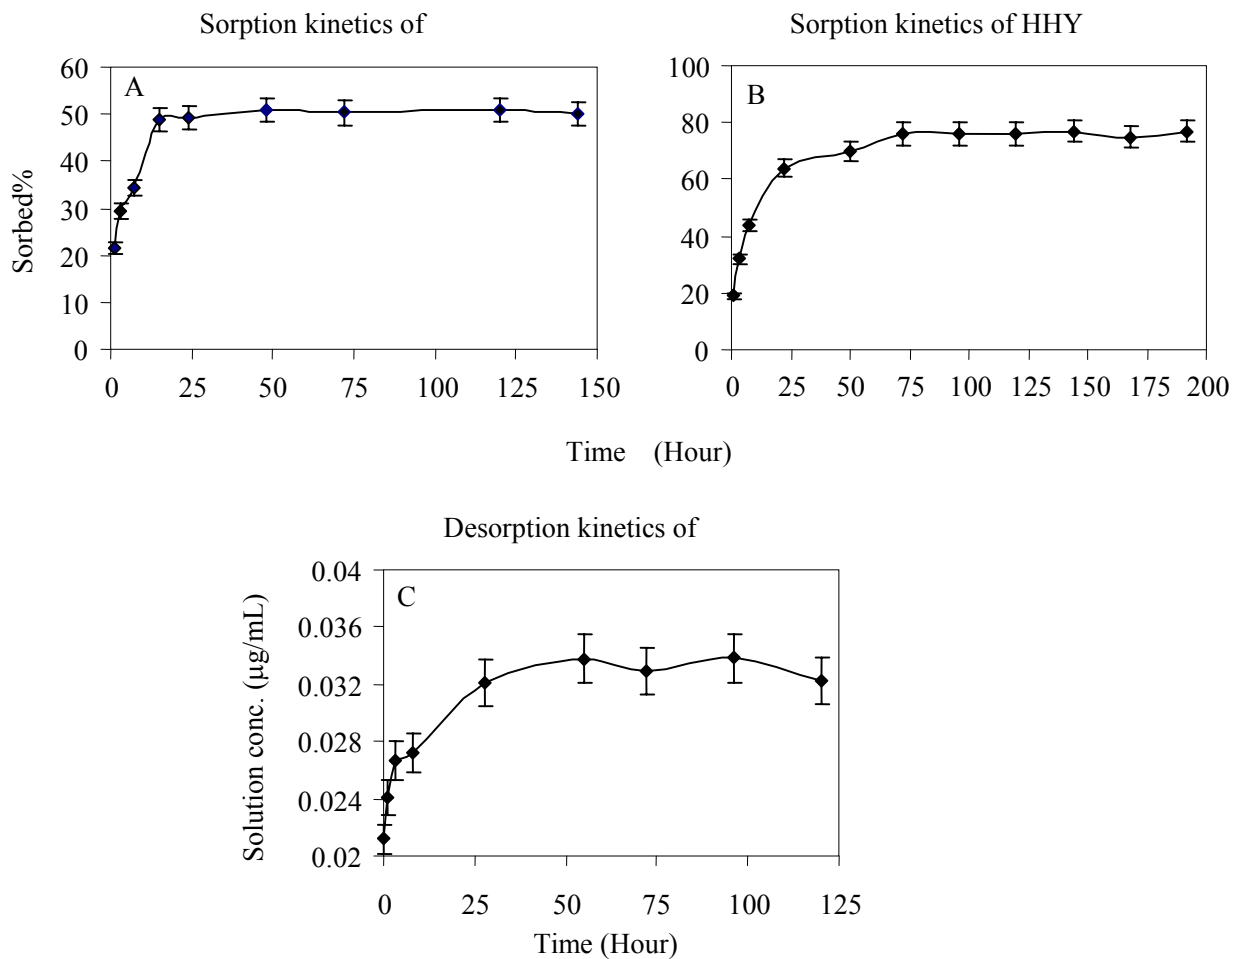 Sorption kinetics of
Sorption kinetics of HHY
A
60
50
40
30
20
10
0
Sorbed%
0 25 50 75 100 125 150
B
100
80
60
40
20
0
0 25 50 75 100 125 150 175 200
Time (Hour)
Desorption kinetics of
C
0.04
0.036
0.032
0.028
0.024
0.02
Solution conc. (µg/mL)
0 25 50 75 100 125
Time (Hour)